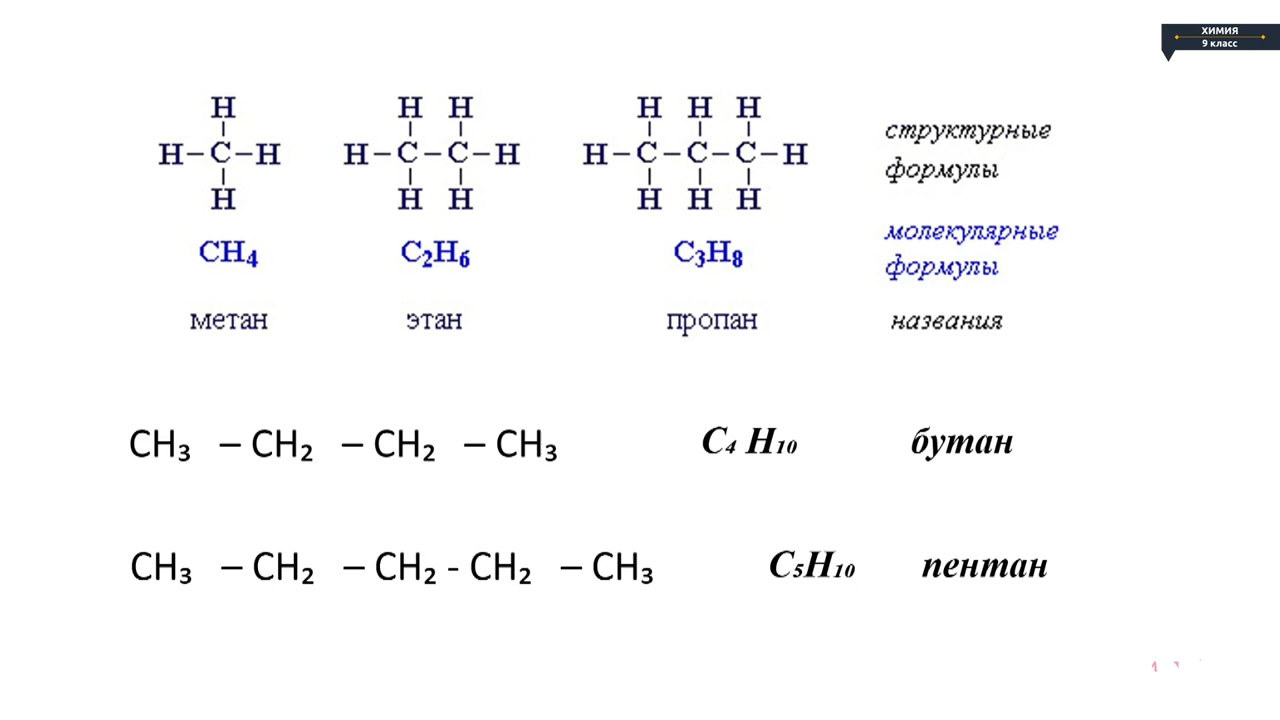 ХИМИЯ
9 класс
H H H H H H
H–C–H H–C–C–H H–C–C–C–H
H H H H H H
структурные
формулы
CH₄ C₂H₆ C₃H₈
молекулярные
формулы
метан этан пропан названия
CH₃ – CH₂ – CH₂ – CH₃ C₄ H₁₀ бутан
CH₃ – CH₂ – CH₂ - CH₂ – CH₃ C₅H₁₀ пентан